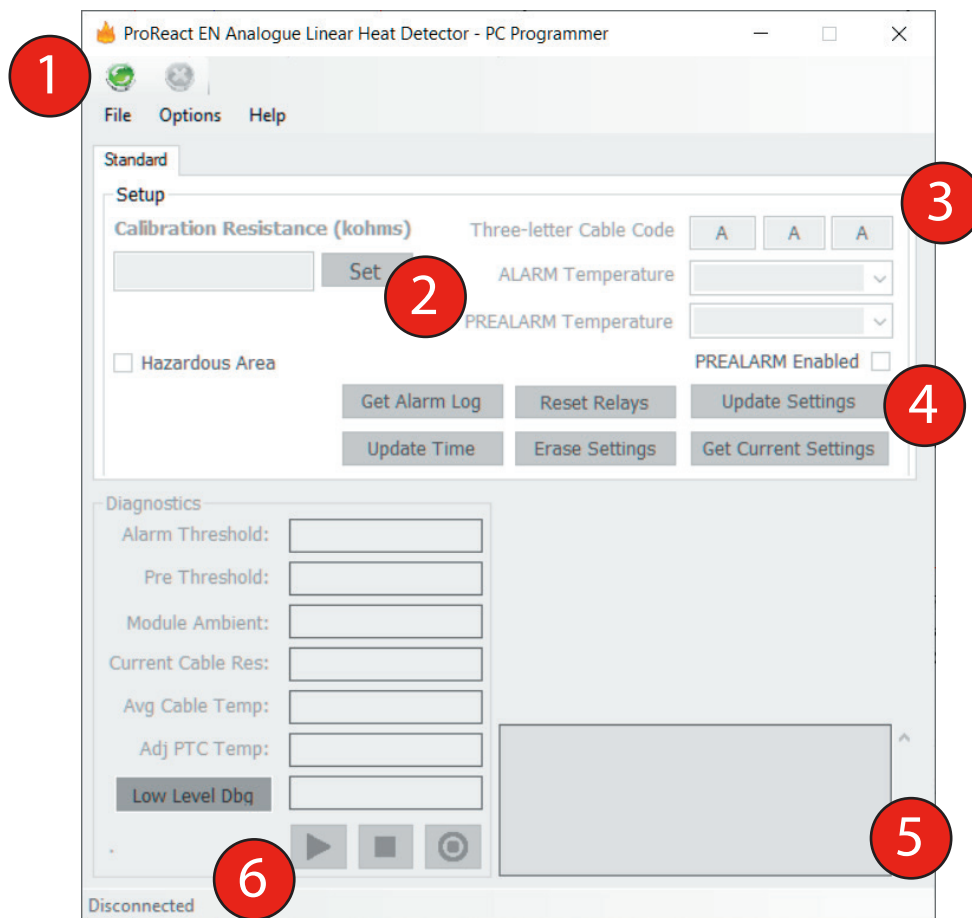 ProReact EN Analogue Linear Heat Detector - PC Programmer
1
File Options Help
Standard
Setup
3
Calibration Resistance (kohms)
Three-letter Cable Code A A A
Set
2
ALARM Temperature
PREALARM Temperature
Hazardous Area
PREALARM Enabled
Get Alarm Log Reset Relays Update Settings
4
Update Time Erase Settings Get Current Settings
Diagnostics
Alarm Threshold:
Pre Threshold:
Module Ambient:
Current Cable Res:
Avg Cable Temp:
Adj PTC Temp:
Low Level Dbg
5
6
Disconnected